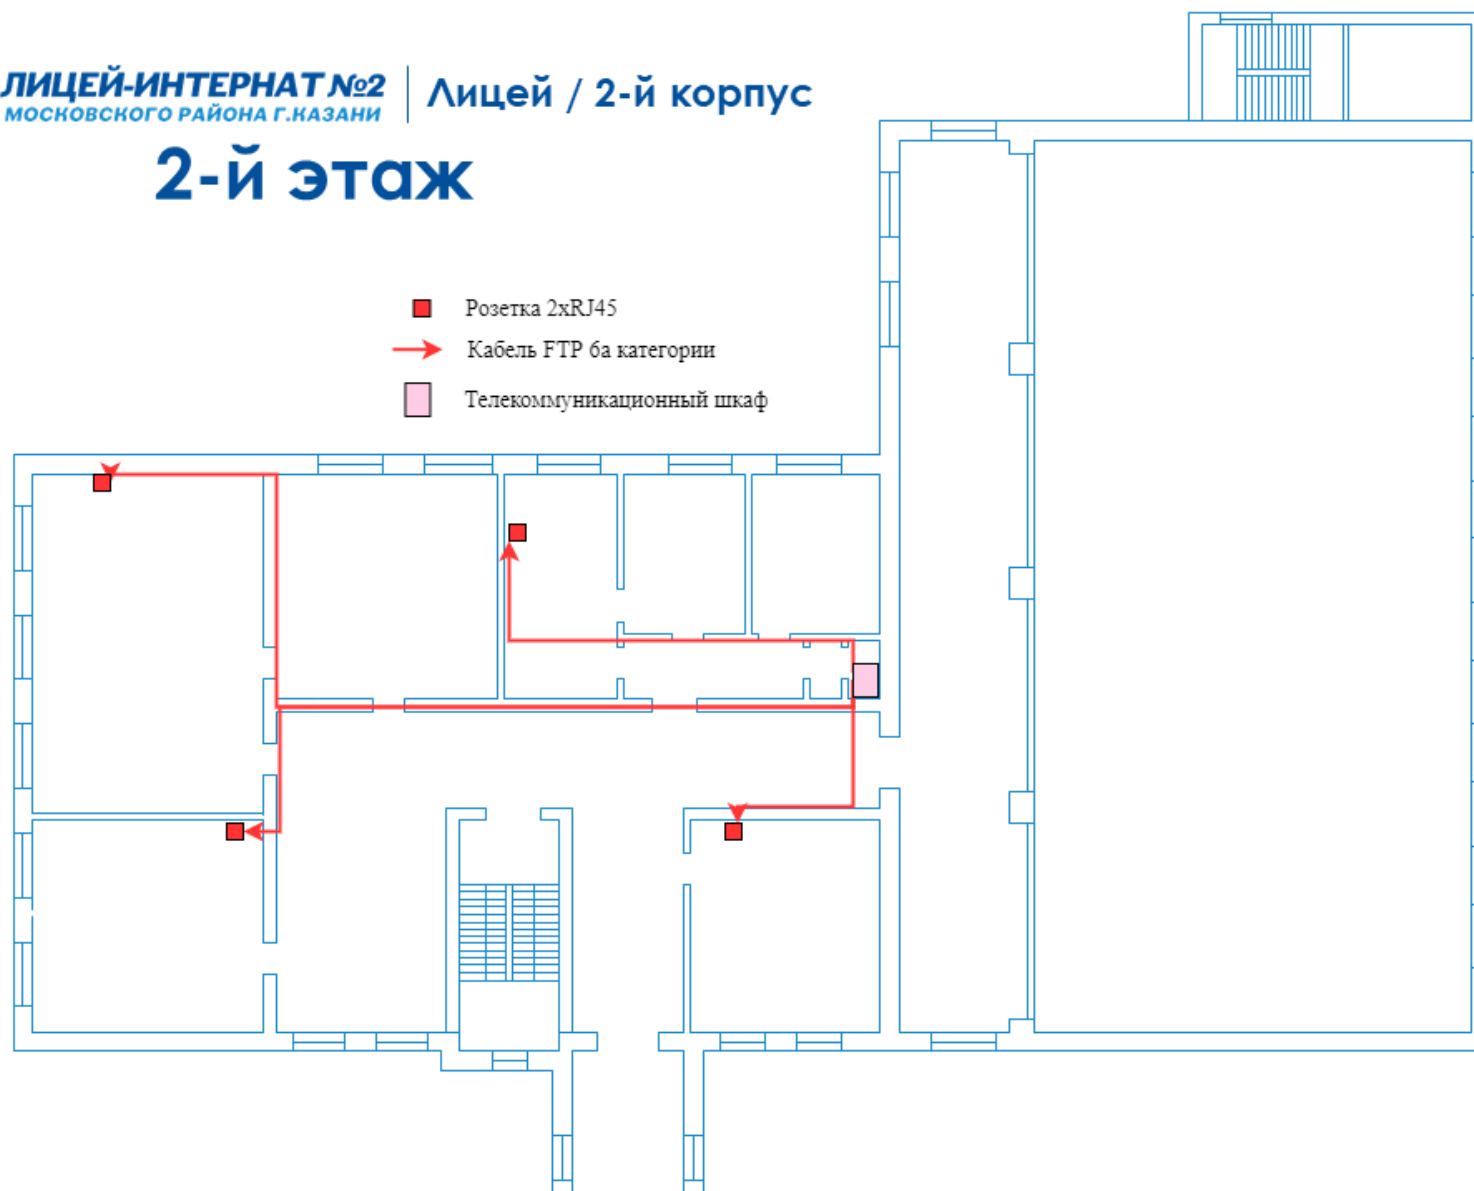 ЛИЦЕЙ-ИНТЕРНАТ №2
МОСКОВСКОГО РАЙОНА Г.КАЗАНИ
Лицей / 2-й корпус
2-й этаж
Розетка 2xRJ45
Кабель FTP 6а категории
Телекоммуникационный шкаф